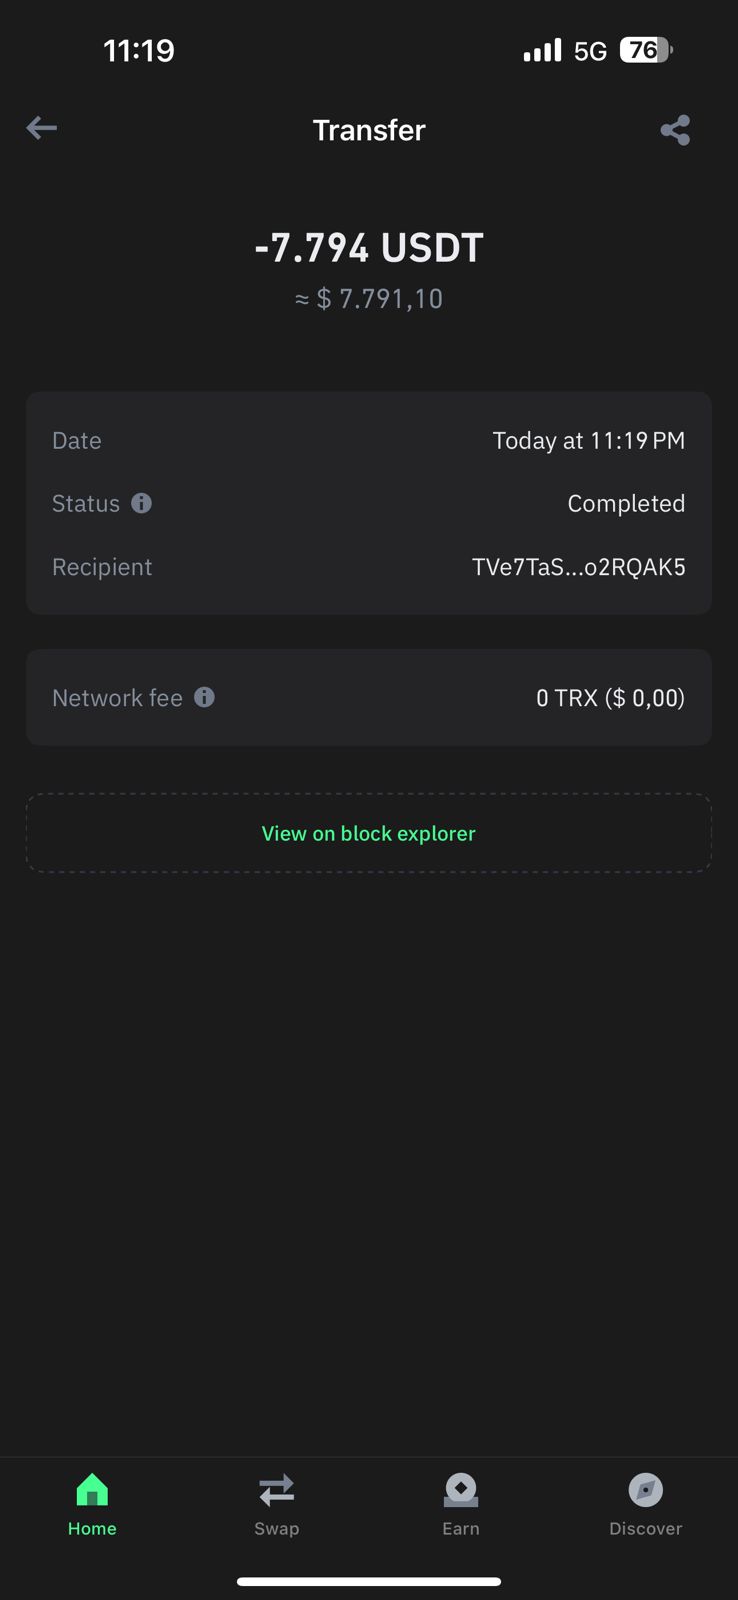 11:19
5G 76
Transfer
-7.794 USDT
≈ $ 7.791,10
Date Today at 11:19 PM
Status Completed
Recipient TVe7TaS...o2RQAK5
Network fee 0 TRX ($ 0,00)
View on block explorer
Home Swap Earn Discover